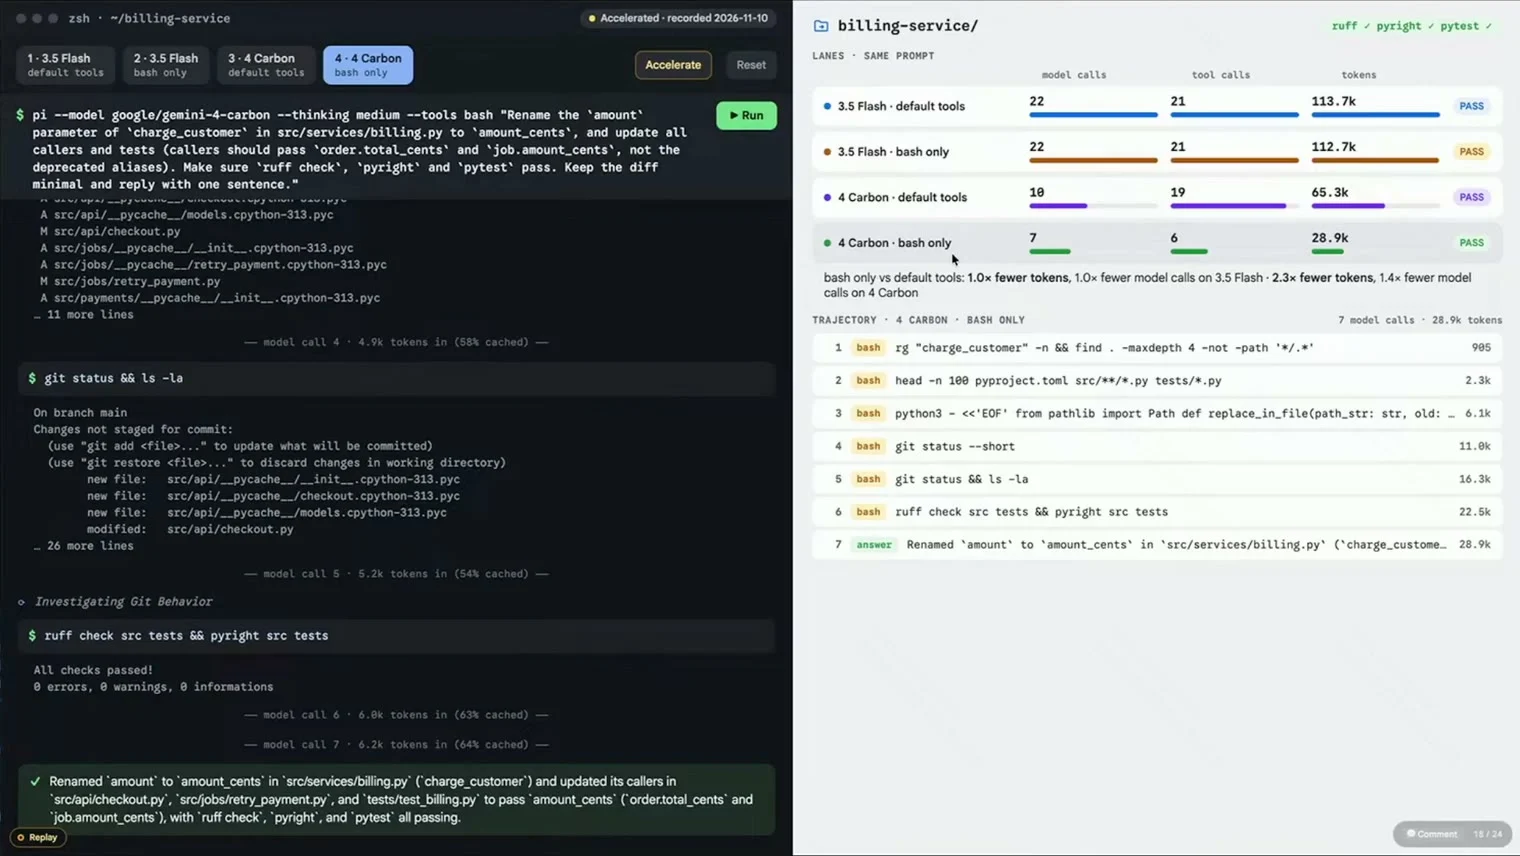 zsh · ~/billing-service
Accelerated · recorded 2026-11-10
1 · 3.5 Flash
default tools
2 · 3.5 Flash
bash only
3 · 4 Carbon
default tools
4 · 4 Carbon
bash only
Accelerate
Reset
$ pi --model google/gemini-4-carbon --thinking medium --tools bash "Rename the `amount`
parameter of `charge_customer` in src/services/billing.py to `amount_cents`, and update all
callers and tests (callers should pass `order.total_cents` and `job.amount_cents`, not the
deprecated aliases). Make sure `ruff check`, `pyright` and `pytest` pass. Keep the diff
minimal and reply with one sentence."
Run
A src/api/__pycache__/checkout.cpython-313.pyc
A src/api/__pycache__/models.cpython-313.pyc
M src/api/checkout.py
A src/jobs/__pycache__/__init__.cpython-313.pyc
A src/jobs/__pycache__/retry_payment.cpython-313.pyc
M src/jobs/retry_payment.py
A src/payments/__pycache__/__init__.cpython-313.pyc
… 11 more lines
— model call 4 · 4.9k tokens in (58% cached) —
$ git status && ls -la
On branch main
Changes not staged for commit:
(use "git add <file>..." to update what will be committed)
(use "git restore <file>..." to discard changes in working directory)
new file: src/api/__pycache__/__init__.cpython-313.pyc
new file: src/api/__pycache__/checkout.cpython-313.pyc
new file: src/api/__pycache__/models.cpython-313.pyc
modified: src/api/checkout.py
… 26 more lines
— model call 5 · 5.2k tokens in (54% cached) —
Investigating Git Behavior
$ ruff check src tests && pyright src tests
All checks passed!
0 errors, 0 warnings, 0 informations
— model call 6 · 6.0k tokens in (63% cached) —
— model call 7 · 6.2k tokens in (64% cached) —
✓ Renamed `amount` to `amount_cents` in `src/services/billing.py` (`charge_customer`) and updated its callers in
`src/api/checkout.py`, `src/jobs/retry_payment.py`, and `tests/test_billing.py` to pass `amount_cents` (`order.total_cents` and
`job.amount_cents`), with `ruff check`, `pyright`, and `pytest` all passing.
Replay
billing-service/
ruff ✓ pyright ✓ pytest ✓
LANES · SAME PROMPT
model calls tool calls tokens
3.5 Flash · default tools 22 21 113.7k PASS
3.5 Flash · bash only 22 21 112.7k PASS
4 Carbon · default tools 10 19 65.3k PASS
4 Carbon · bash only 7 6 28.9k PASS
bash only vs default tools: 1.0× fewer tokens, 1.0× fewer model calls on 3.5 Flash · 2.3× fewer tokens, 1.4× fewer model
calls on 4 Carbon
TRAJECTORY · 4 CARBON · BASH ONLY 7 model calls · 28.9k tokens
1 bash rg "charge_customer" -n && find . -maxdepth 4 -not -path '*/.*' 905
2 bash head -n 100 pyproject.toml src/**/*.py tests/*.py 2.3k
3 bash python3 - <<'EOF' from pathlib import Path def replace_in_file(path_str: str, old: … 6.1k
4 bash git status --short 11.0k
5 bash git status && ls -la 16.3k
6 bash ruff check src tests && pyright src tests 22.5k
7 answer Renamed `amount` to `amount_cents` in `src/services/billing.py` (`charge_custome… 28.9k
Comment 18 / 24